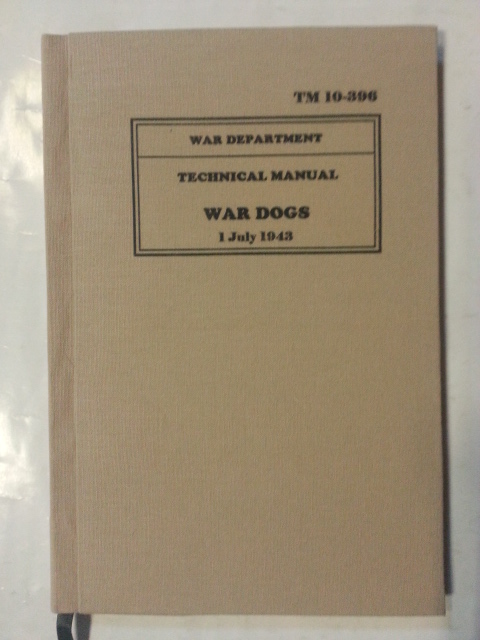 TM 10-396
WAR DEPARTMENT
TECHNICAL MANUAL
WAR DOGS
1 July 1943